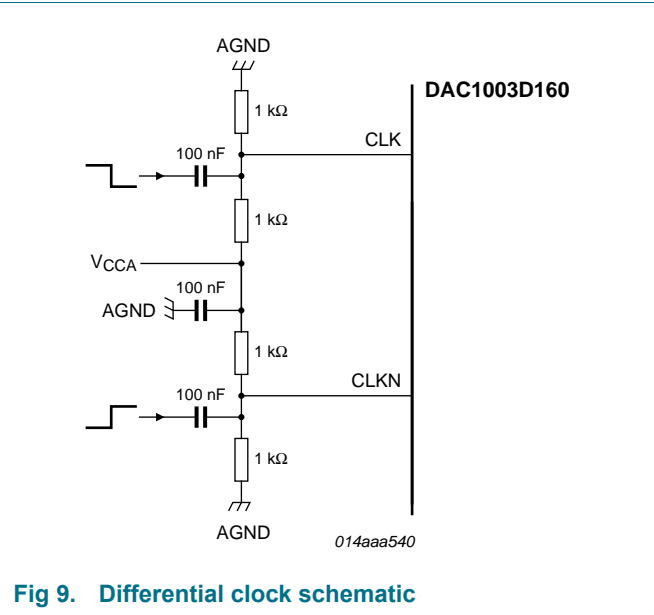 AGND
DAC1003D160
1 kΩ
CLK
100 nF
1 kΩ
VCCA
100 nF
AGND
1 kΩ
CLKN
100 nF
1 kΩ
AGND
014aaa540
Fig 9. Differential clock schematic